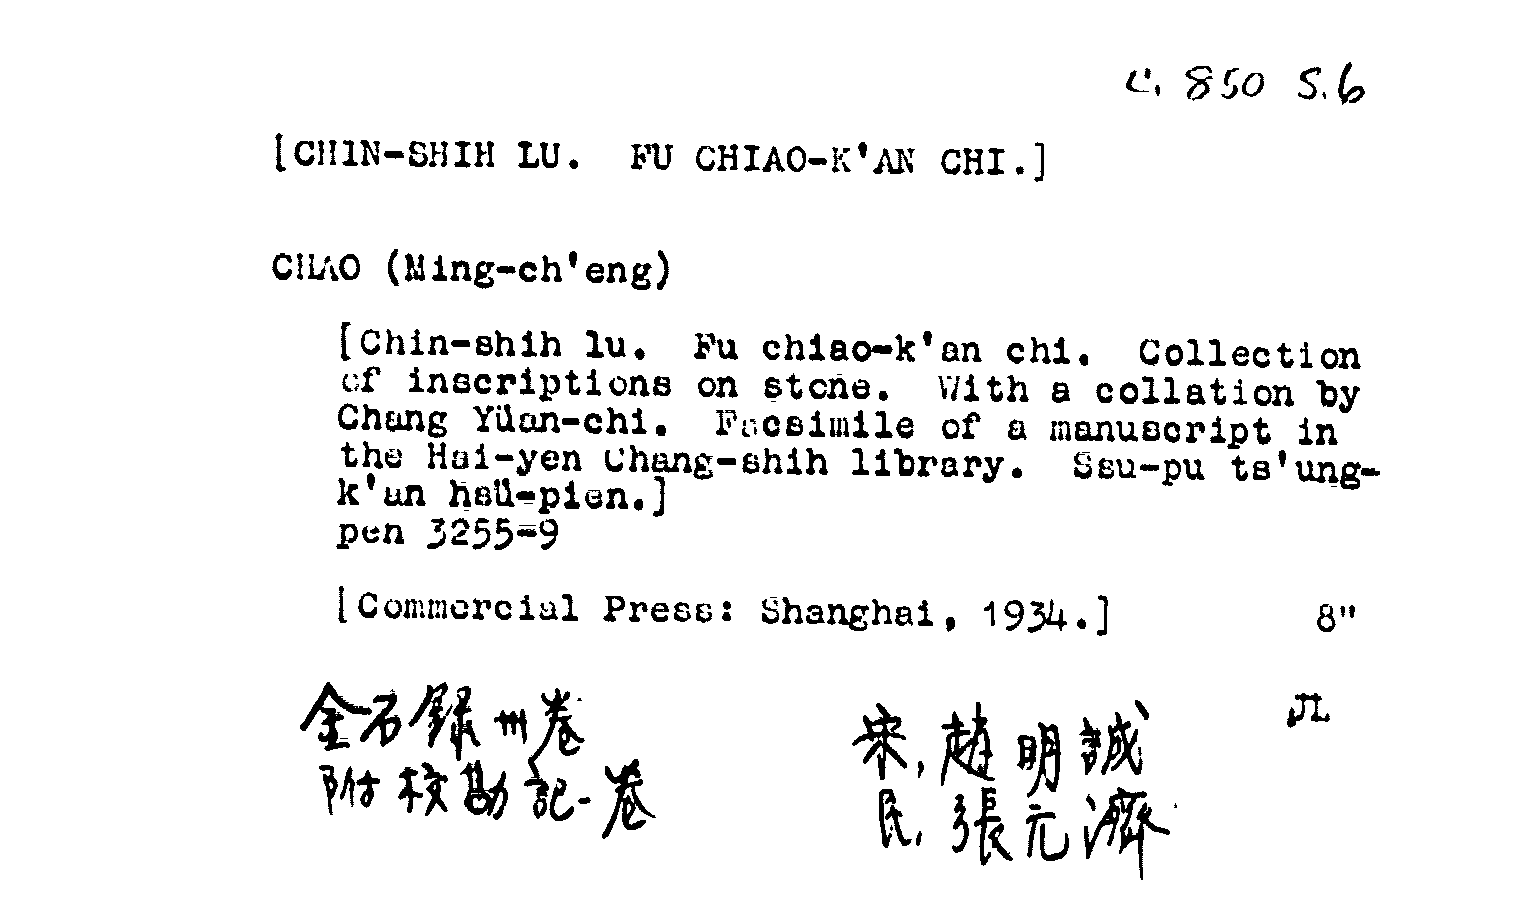 C. 850 S.6
[CHIN-SHIH LU. FU CHIAO-K'AN CHI.]
CHAO (Ming-ch'eng)
[Chin-shih lu. Fu chiao-k'an chi. Collection
of inscriptions on stone. With a collation by
Chang Yüan-chi. Facsimile of a manuscript in
the Hai-yen Chang-shih library. Ssu-pu ts'ung-
k'an hsü-pien.]
pen 3255-9
[Commercial Press: Shanghai, 1934.] 8"
金石錄卅卷
附校勘記一卷
宋, 趙明誠
民, 張元濟
JL